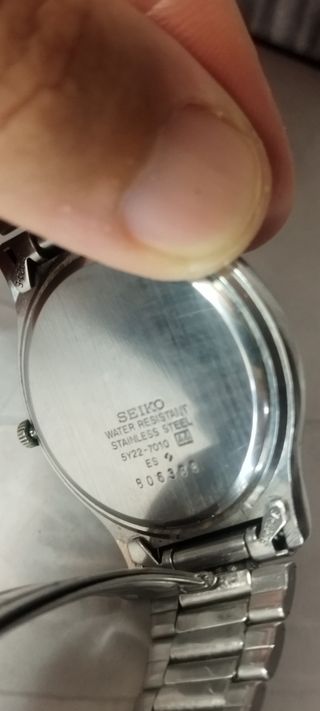 SEIKO
WATER RESISTANT
STAINLESS STEEL
5Y22-7010
ES